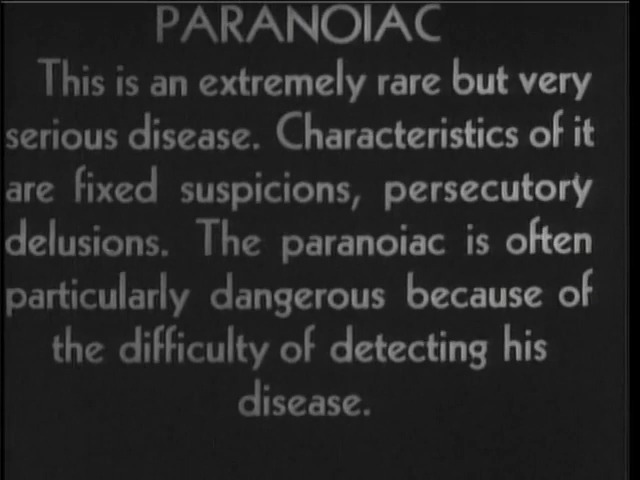 PARANOIAC
This is an extremely rare but very
serious disease. Characteristics of it
are fixed suspicions, persecutory
delusions. The paranoiac is often
particularly dangerous because of
the difficulty of detecting his
disease.